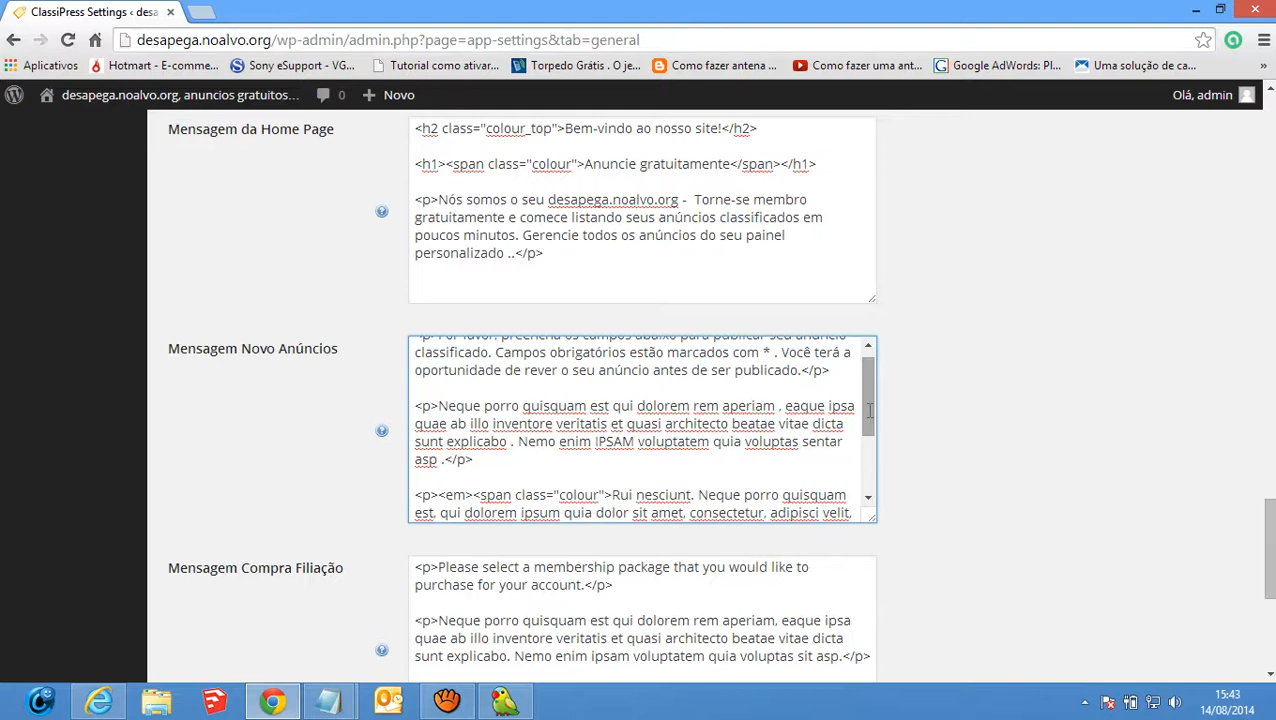 ClassiPress Settings ‹ desa
desapega.noalvo.org/wp-admin/admin.php?page=app-settings&tab=general
Aplicativos
Hotmart - E-comme...
Sony eSupport - VG...
Tutorial como ativar...
Torpedo Grátis . O je...
Como fazer antena ...
Como fazer uma ant...
Google AdWords: Pl...
Uma solução de ca...
»
desapega.noalvo.org, anuncios gratuitos...
0
Novo
Olá, admin
Mensagem da Home Page
<h2 class="colour_top">Bem-vindo ao nosso site!</h2>
<h1><span class="colour">Anuncie gratuitamente</span></h1>
<p>Nós somos o seu desapega.noalvo.org -  Torne-se membro
gratuitamente e comece listando seus anúncios classificados em
poucos minutos. Gerencie todos os anúncios do seu painel
personalizado ..</p>
Mensagem Novo Anúncios
<p>Por favor, preencha os campos abaixo para publicar seu anúncio
classificado. Campos obrigatórios estão marcados com * . Você terá a
oportunidade de rever o seu anúncio antes de ser publicado.</p>
<p>Neque porro quisquam est qui dolorem rem aperiam , eaque ipsa
quae ab illo inventore veritatis et quasi architecto beatae vitae dicta
sunt explicabo . Nemo enim IPSAM voluptatem quia voluptas sentar
asp .</p>
<p><em><span class="colour">Rui nesciunt. Neque porro quisquam
est, qui dolorem ipsum quia dolor sit amet, consectetur, adipisci velit,
Mensagem Compra Filiação
<p>Please select a membership package that you would like to
purchase for your account.</p>
<p>Neque porro quisquam est qui dolorem rem aperiam, eaque ipsa
quae ab illo inventore veritatis et quasi architecto beatae vitae dicta
sunt explicabo. Nemo enim ipsam voluptatem quia voluptas sit asp.</p>
15:43
14/08/2014